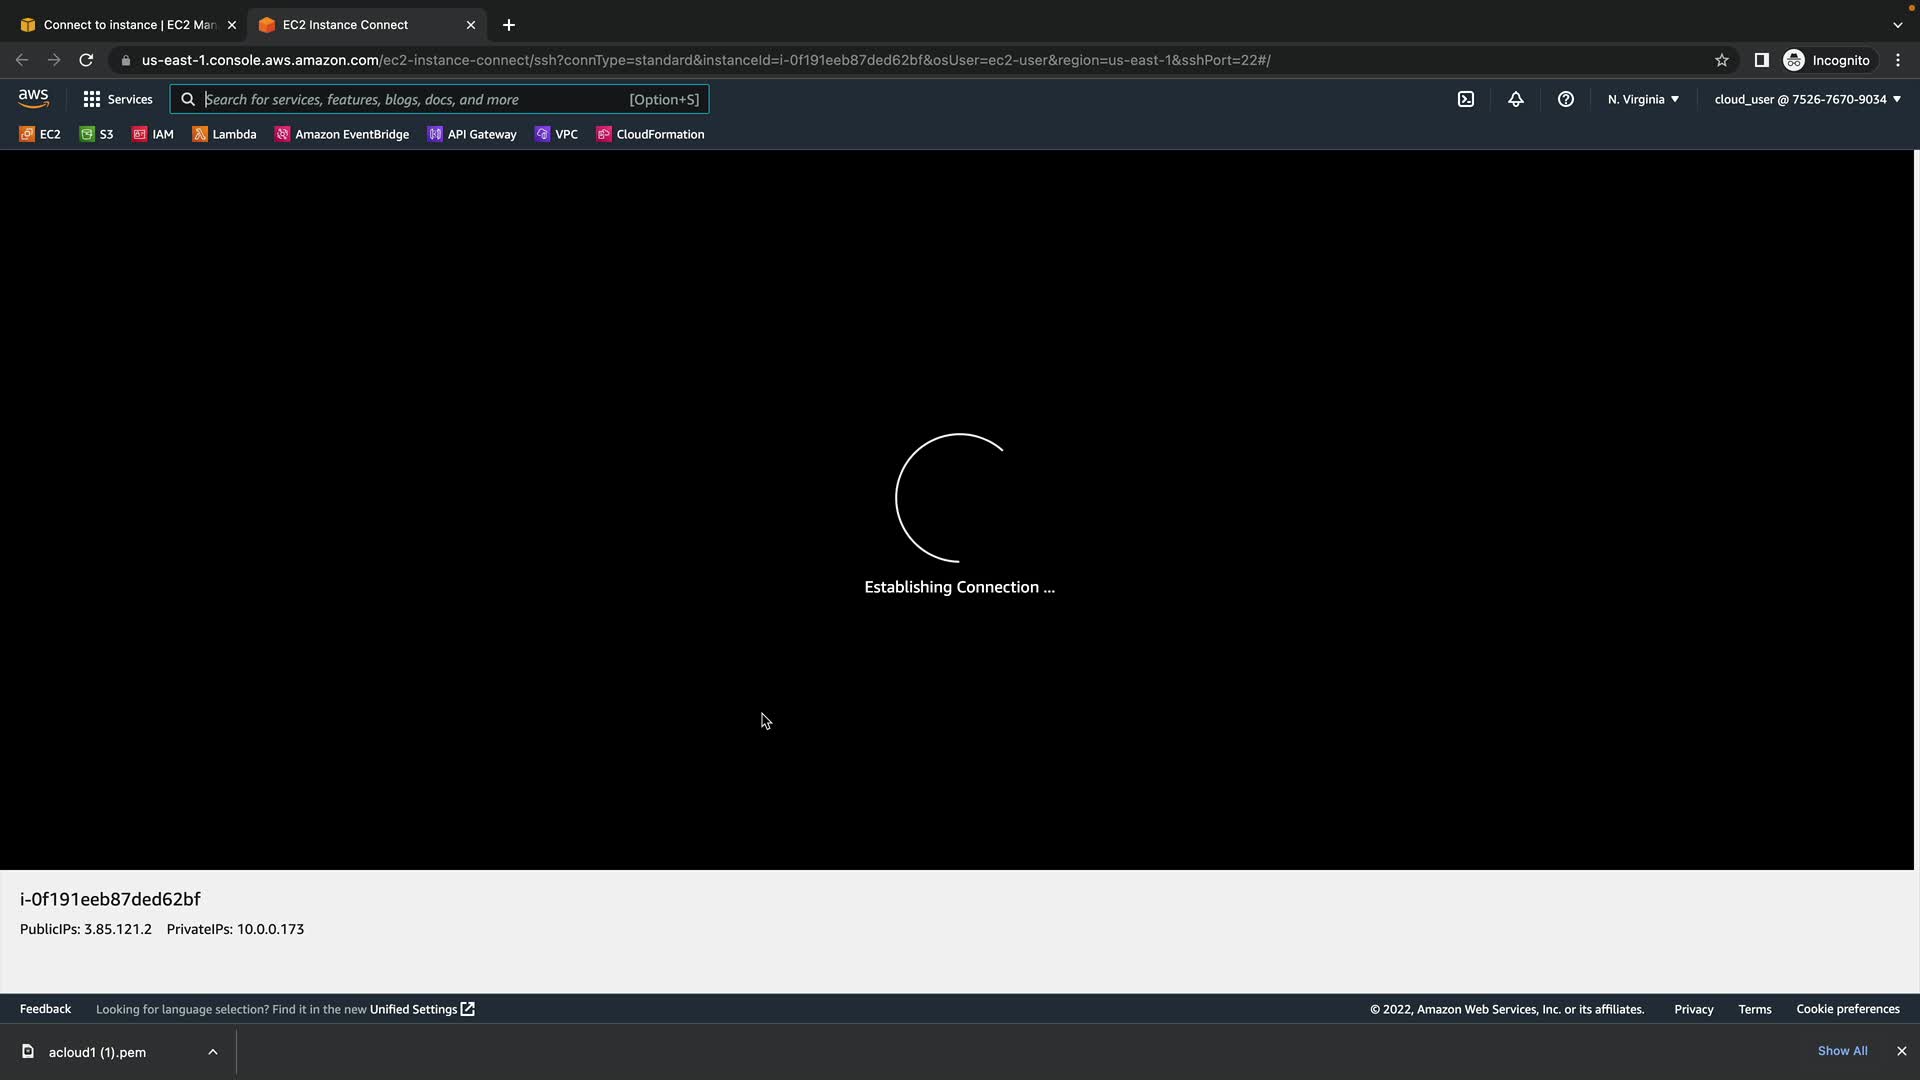 Connect to instance | EC2 Man
EC2 Instance Connect
us-east-1.console.aws.amazon.com/ec2-instance-connect/ssh?connType=standard&instanceId=i-0f191eeb87ded62bf&osUser=ec2-user&region=us-east-1&sshPort=22#/
Incognito
aws
Services
Search for services, features, blogs, docs, and more
[Option+S]
N. Virginia
cloud_user @ 7526-7670-9034
EC2
S3
IAM
Lambda
Amazon EventBridge
API Gateway
VPC
CloudFormation
Establishing Connection ...
i-0f191eeb87ded62bf
PublicIPs: 3.85.121.2 PrivateIPs: 10.0.0.173
Feedback
Looking for language selection? Find it in the new Unified Settings
© 2022, Amazon Web Services, Inc. or its affiliates.
Privacy
Terms
Cookie preferences
acloud1 (1).pem
Show All